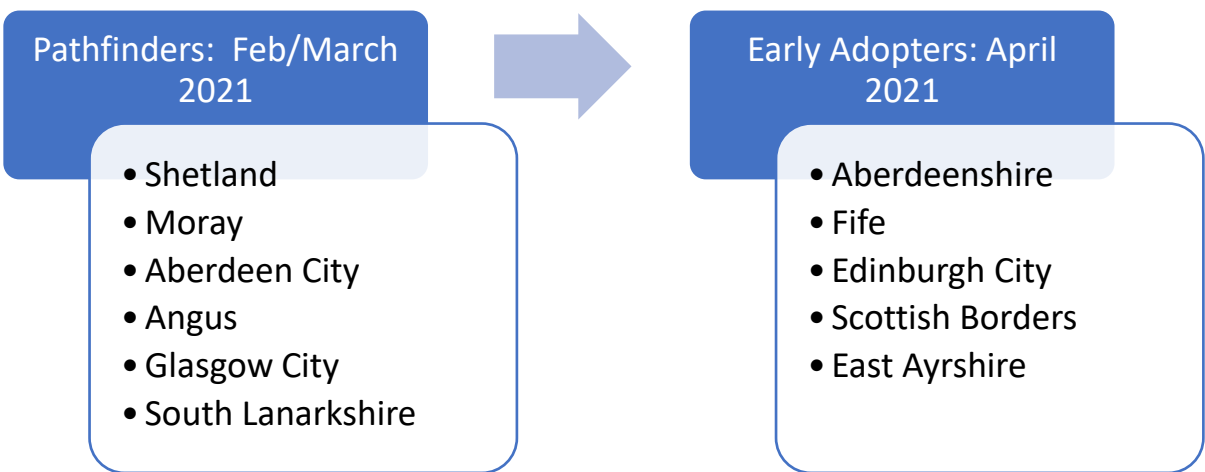 Pathfinders:  Feb/March
2021
• Shetland
• Moray
• Aberdeen City
• Angus
• Glasgow City
• South Lanarkshire
Early Adopters: April
2021
• Aberdeenshire
• Fife
• Edinburgh City
• Scottish Borders
• East Ayrshire